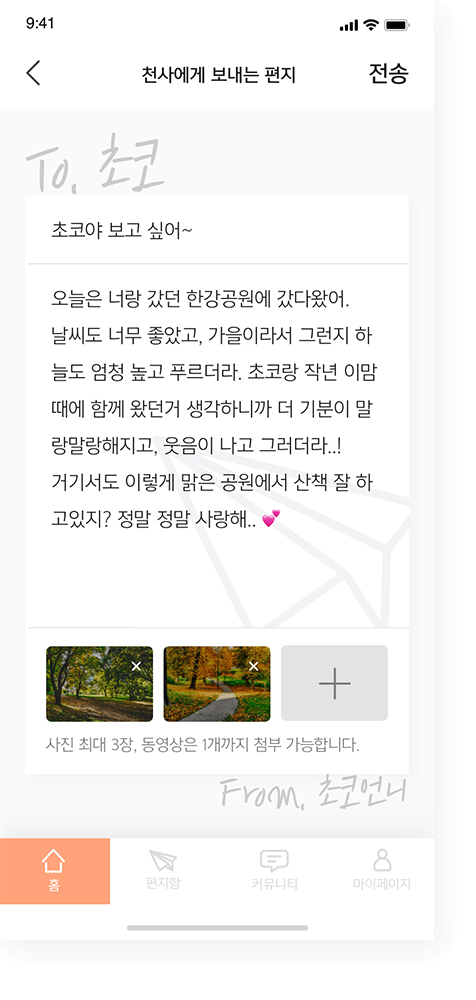 9:41
천사에게 보내는 편지
전송
To, 초코
초코야 보고 싶어~
오늘은 너랑 갔던 한강공원에 갔다왔어.
날씨도 너무 좋았고, 가을이라서 그런지 하
늘도 엄청 높고 푸르더라. 초코랑 작년 이맘
때에 함께 왔던거 생각하니까 더 기분이 말
랑말랑해지고, 웃음이 나고 그러더라..!
거기서도 이렇게 맑은 공원에서 산책 잘 하
고있지? 정말 정말 사랑해.. 💕
사진 최대 3장, 동영상은 1개까지 첨부 가능합니다.
From, 초코언니
홈
편지함
커뮤니티
마이페이지